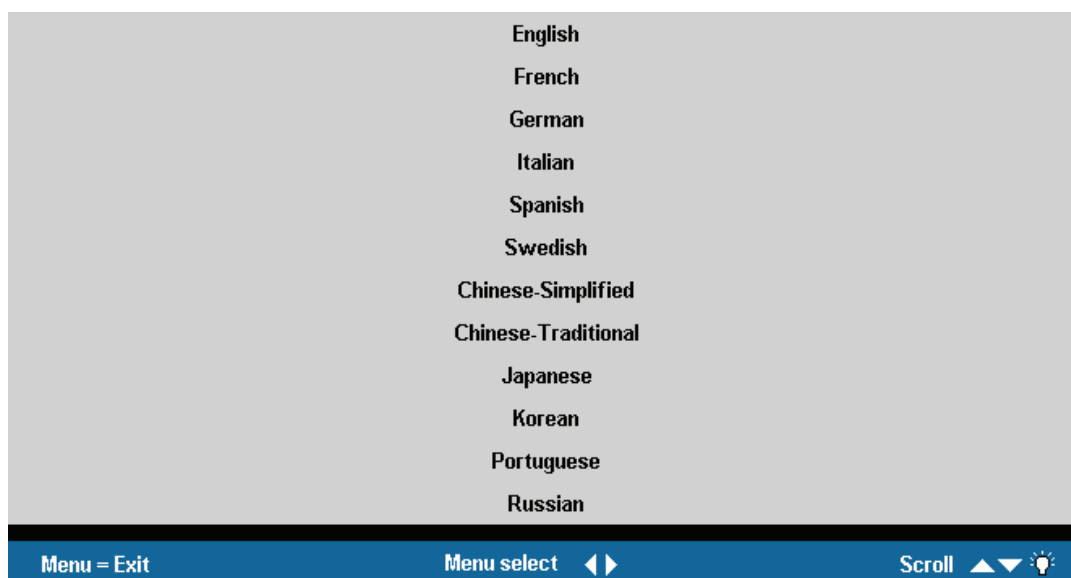 English
French
German
Italian
Spanish
Swedish
Chinese-Simplified
Chinese-Traditional
Japanese
Korean
Portuguese
Russian
Menu = Exit Menu select Scroll